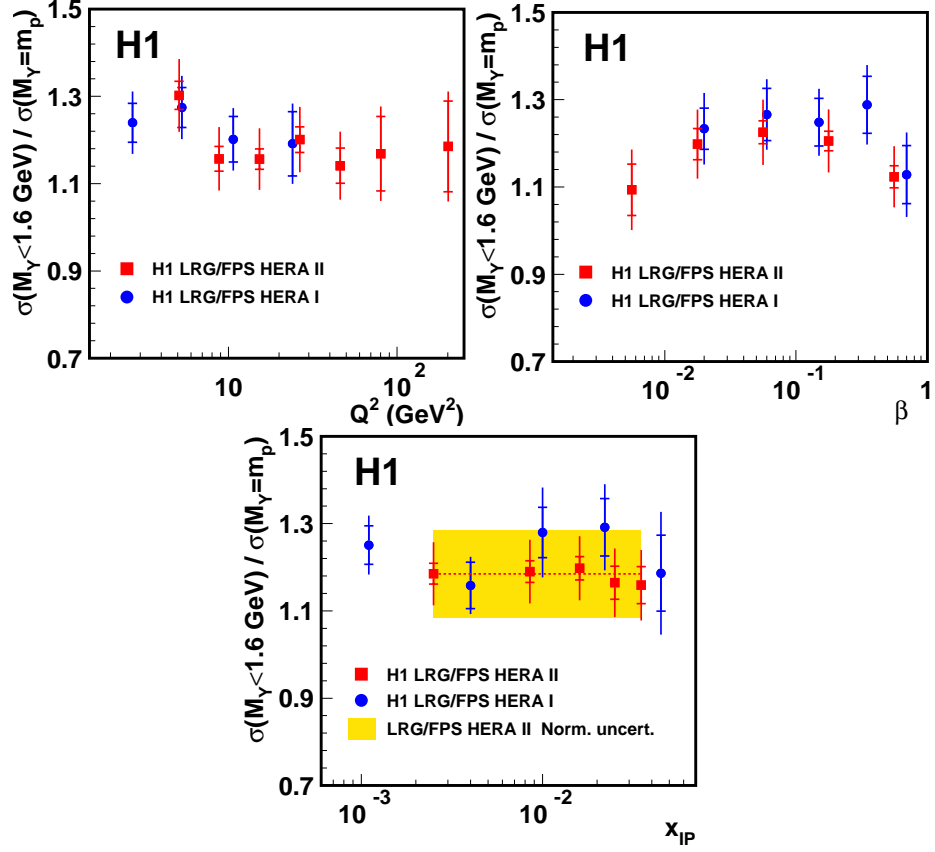 H1
σ(M_Y<1.6 GeV) / σ(M_Y=m_p)
1.5
1.3
1.1
0.9
0.7
H1 LRG/FPS HERA II
H1 LRG/FPS HERA I
10
10^2
Q^2 (GeV^2)
H1
σ(M_Y<1.6 GeV) / σ(M_Y=m_p)
1.5
1.3
1.1
0.9
0.7
H1 LRG/FPS HERA II
H1 LRG/FPS HERA I
10^-2
10^-1
1
β
H1
σ(M_Y<1.6 GeV) / σ(M_Y=m_p)
1.5
1.3
1.1
0.9
0.7
H1 LRG/FPS HERA II
H1 LRG/FPS HERA I
LRG/FPS HERA II Norm. uncert.
10^-3
10^-2
x_IP